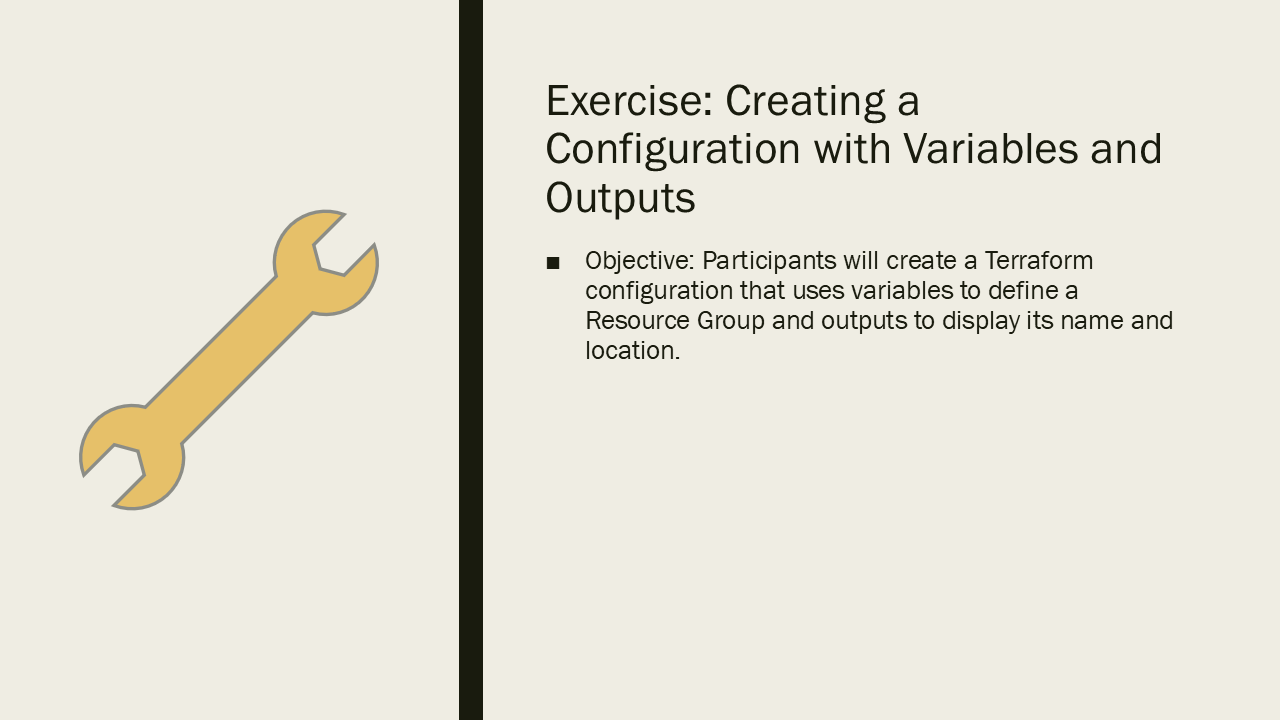 Exercise: Creating a
Configuration with Variables and
Outputs
■ Objective: Participants will create a Terraform
configuration that uses variables to define a
Resource Group and outputs to display its name and
location.